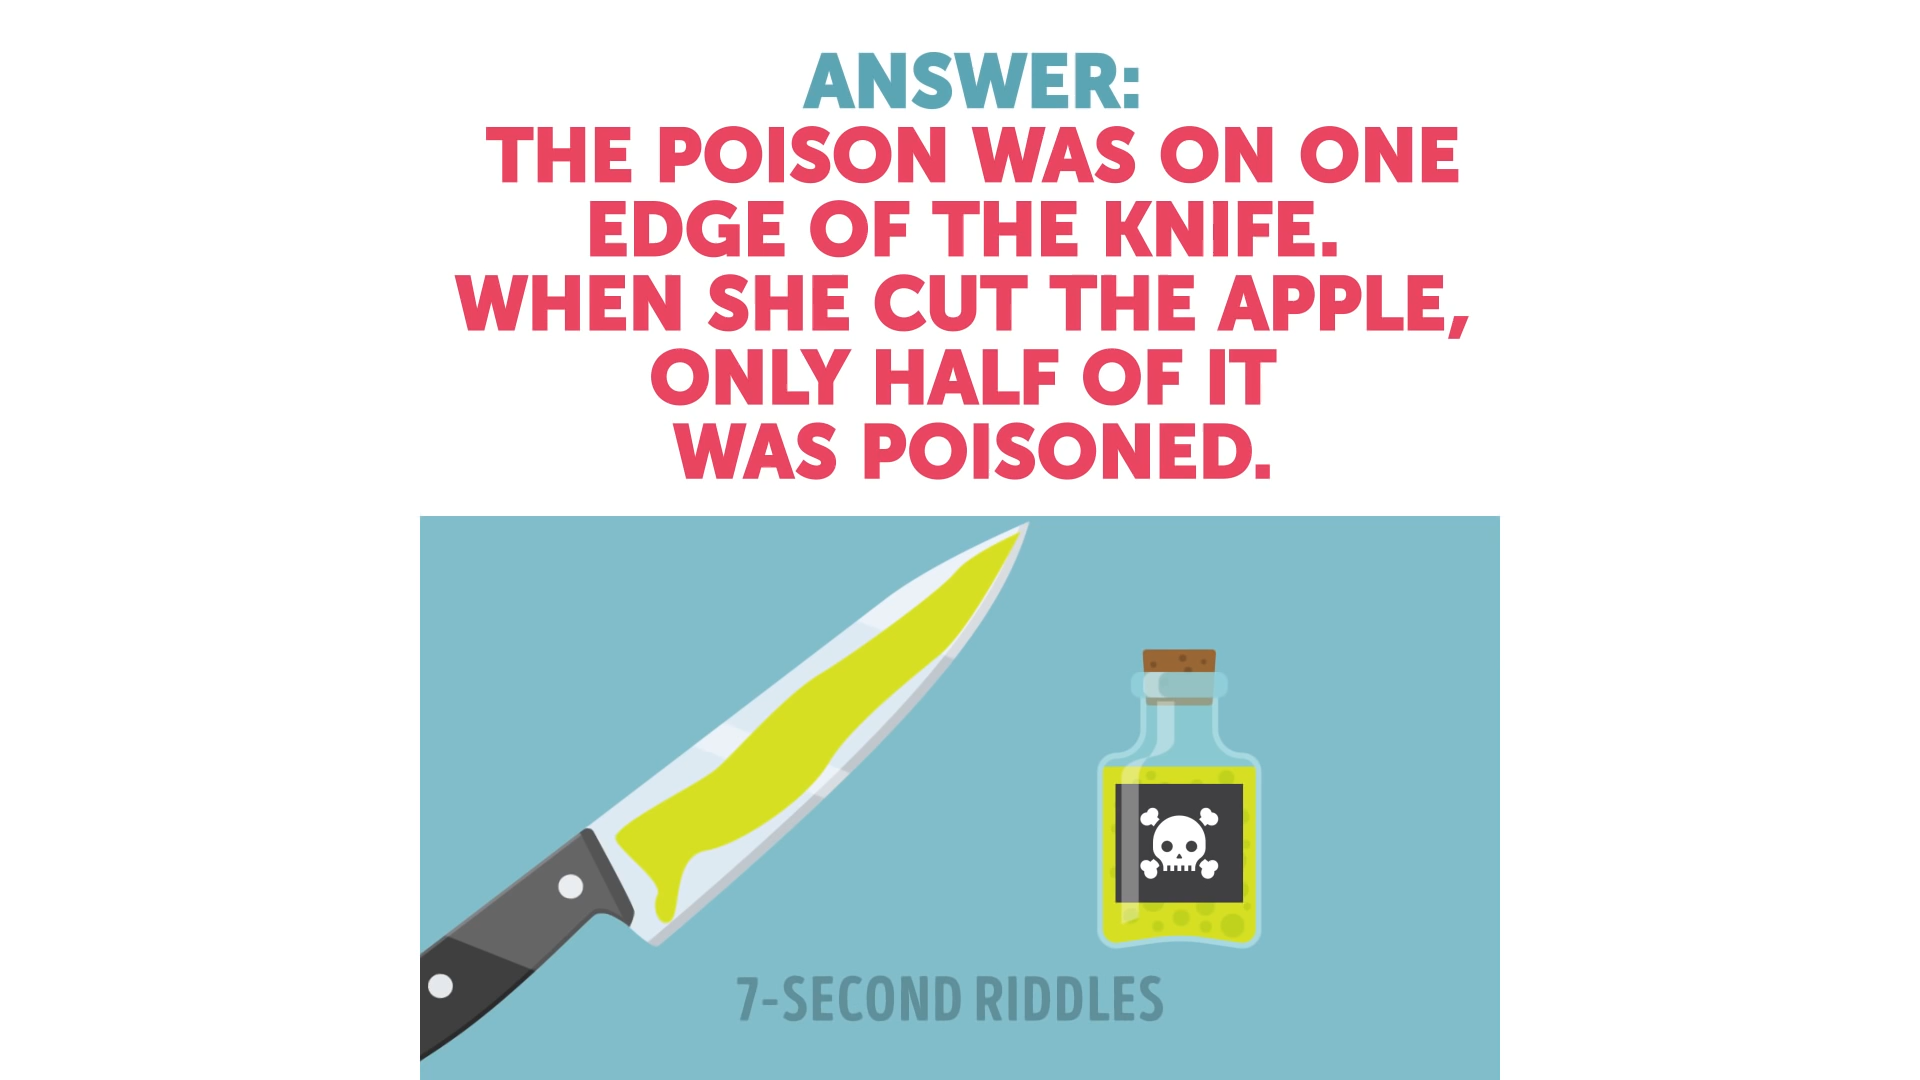 ANSWER:
THE POISON WAS ON ONE
EDGE OF THE KNIFE.
WHEN SHE CUT THE APPLE,
ONLY HALF OF IT
WAS POISONED.
7-SECOND RIDDLES